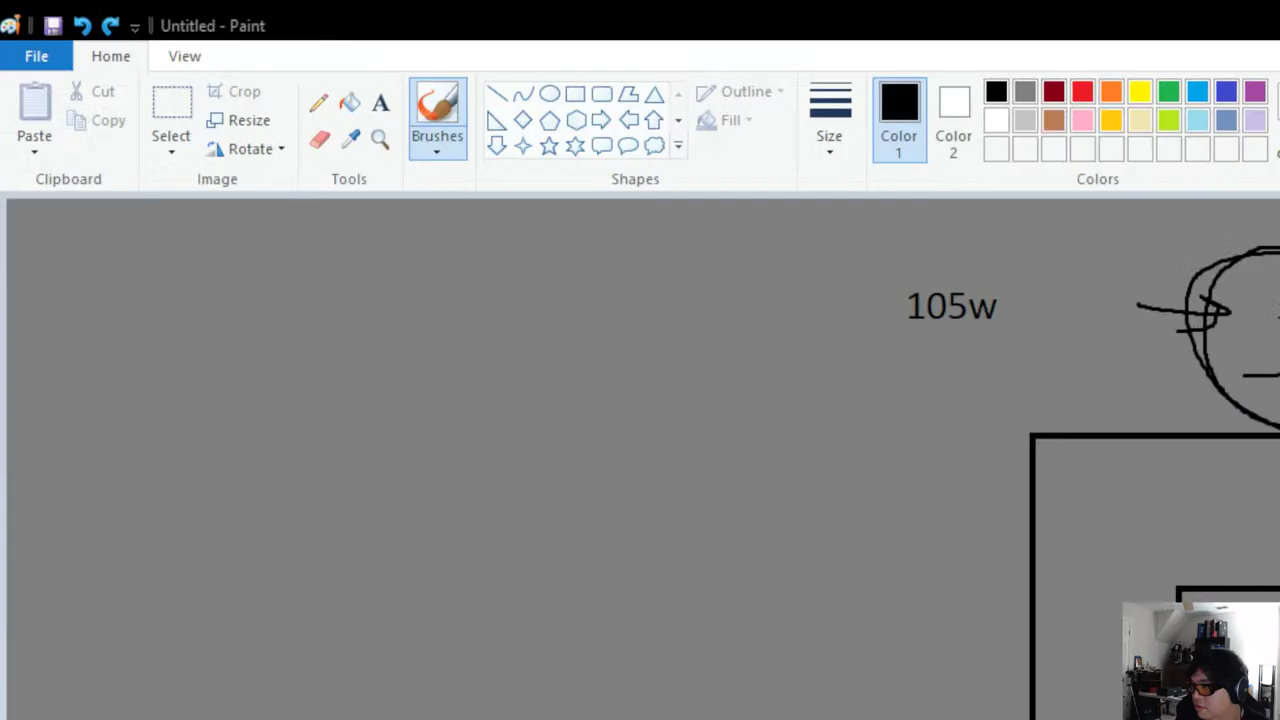 Untitled - Paint
File Home View
Paste Cut Copy Select Crop Resize Rotate Brushes Outline Fill Size Color 1 Color 2
Clipboard Image Tools Shapes Colors
105w